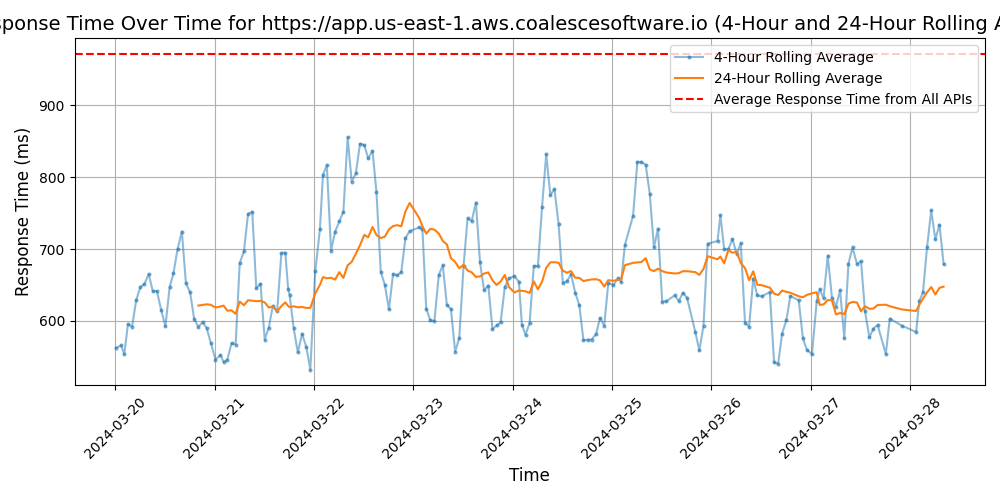 ponse Time Over Time for https://app.us-east-1.aws.coalescesoftware.io (4-Hour and 24-Hour Rolling A
4-Hour Rolling Average
24-Hour Rolling Average
Average Response Time from All APIs
Response Time (ms)
900
800
700
600
2024-03-20
2024-03-21
2024-03-22
2024-03-23
2024-03-24
2024-03-25
2024-03-26
2024-03-27
2024-03-28
Time